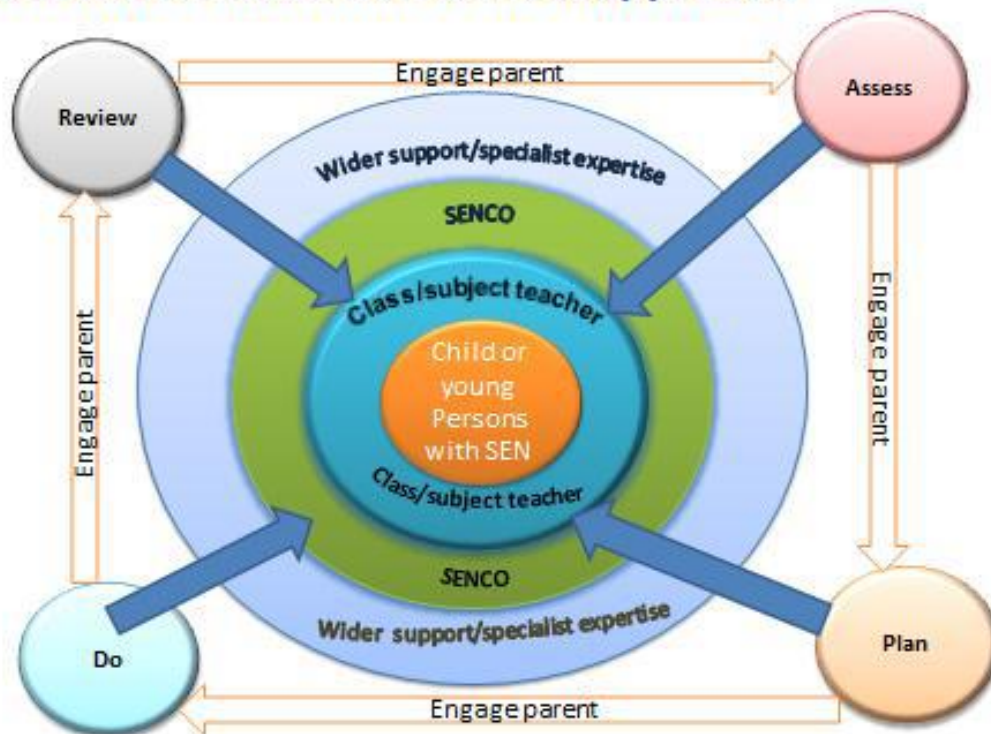 Engage parent
Review
Assess
Wider support/specialist expertise
SENCO
Class/subject teacher
Child or
young
Persons
with SEN
Class/subject teacher
SENCO
Wider support/specialist expertise
Engage parent
Engage parent
Do
Plan
Engage parent